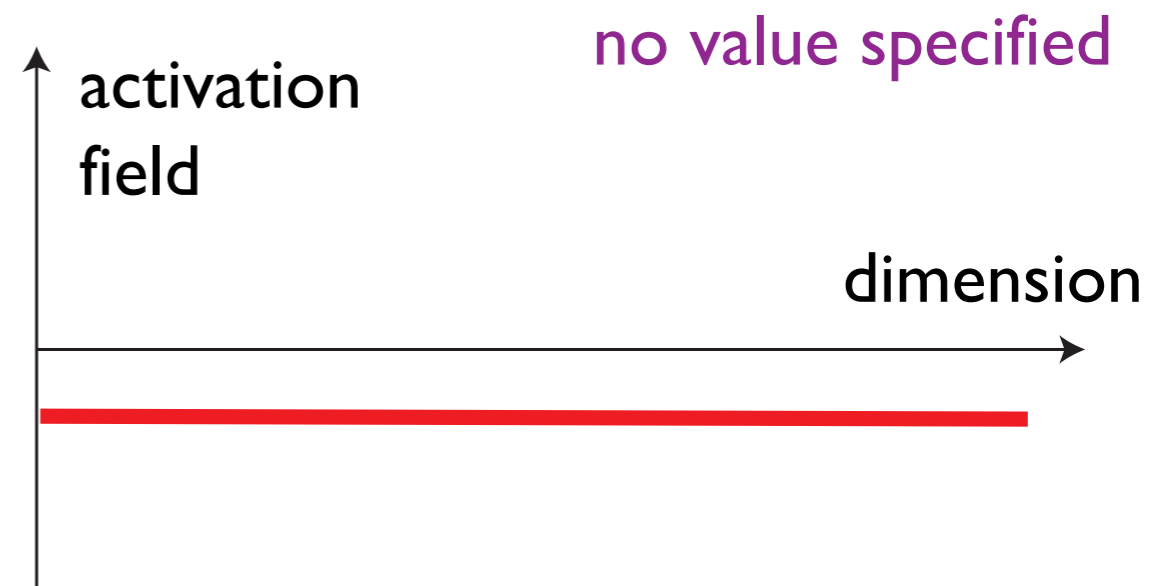 no value specified
activation
field
dimension